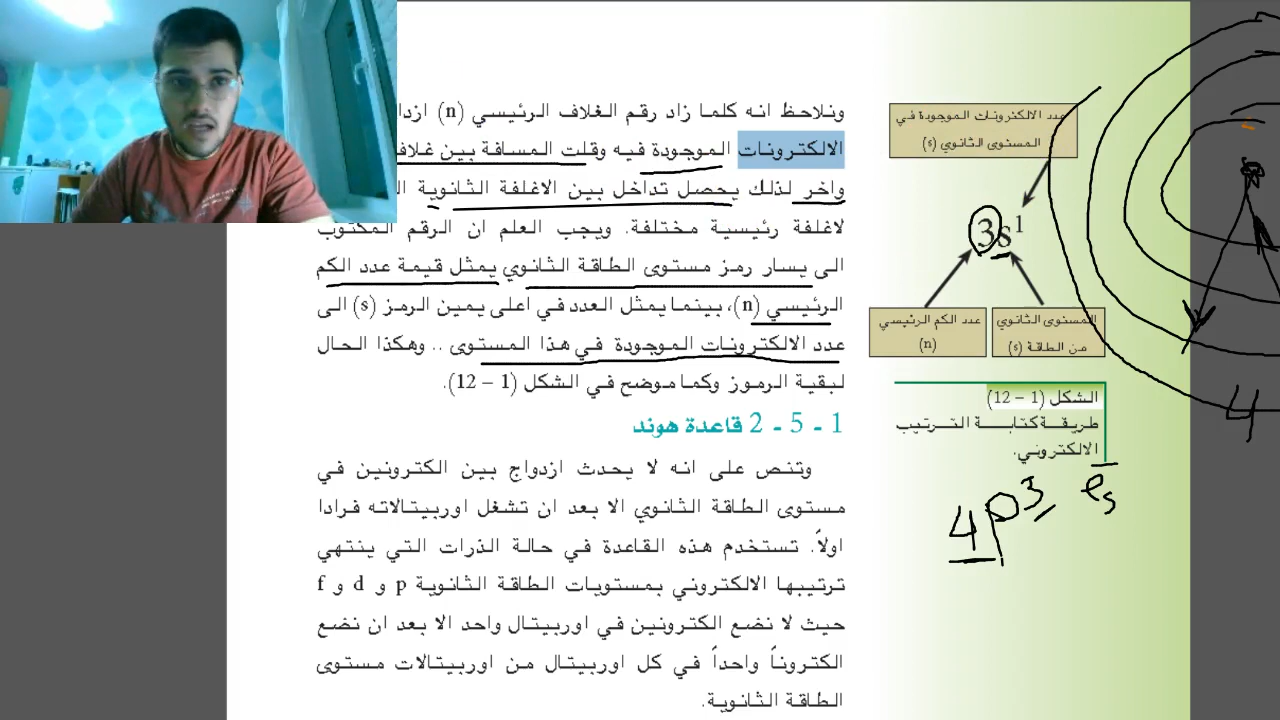 ونلاحظ انه كلما زاد رقم الغلاف الرئيسي (n)
الالكترونات الموجودة فيه وقلت المسافة بين
واخر لذلك يحصل تداخل بين الاغلفة الثانوية
لاغلفة رئيسية مختلفة. ويجب العلم ان الرقم المكتوب
الى يسار رمز مستوى الطاقة الثانوي يمثل قيمة عدد الكم
الرئيسي (n)، بينما يمثل العدد في اعلى يمين الرمز (s) الى
عدد الالكترونات الموجودة في هذا المستوى .. وهكذا الحال
لبقية الرموز وكما موضح في الشكل (1 – 12).
1 - 5 - 2 قاعدة هوند
وتنص على انه لا يحدث ازدواج بين الكترونين في
مستوى الطاقة الثانوي الا بعد ان تشغل اوربيتالاته فرادا
اولاً. تستخدم هذه القاعدة في حالة الذرات التي ينتهي
ترتيبها الالكتروني بمستويات الطاقة الثانوية p و d و f
حيث لا نضع الكترونين في اوربيتال واحد الا بعد ان نضع
الكتروناً واحداً في كل اوربيتال من اوربيتالات مستوى
الطاقة الثانوية.
عدد الالكترونات الموجودة في
المستوى الثانوي (s)
3s¹
عدد الكم الرئيسي
(n)
المستوى الثانوي
من الطاقة (s)
الشكل (1 – 12)
طريقة كتابة الترتيب
الالكتروني.
4p³
es
4